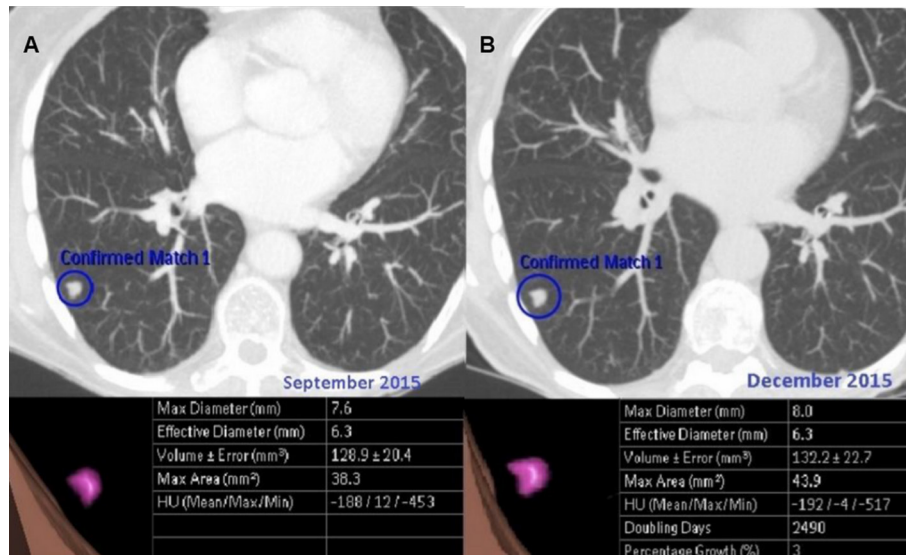 A
Confirmed Match 1
September 2015
Max Diameter (mm) 7.6
Effective Diameter (mm) 6.3
Volume ± Error (mm³) 128.9 ± 20.4
Max Area (mm²) 38.3
HU (Mean/Max/Min) -188 / 12 / -453
B
Confirmed Match 1
December 2015
Max Diameter (mm) 8.0
Effective Diameter (mm) 6.3
Volume ± Error (mm³) 132.2 ± 22.7
Max Area (mm²) 43.9
HU (Mean/Max/Min) -192 / -4 / -517
Doubling Days 2490
Percentage Growth (%) 3